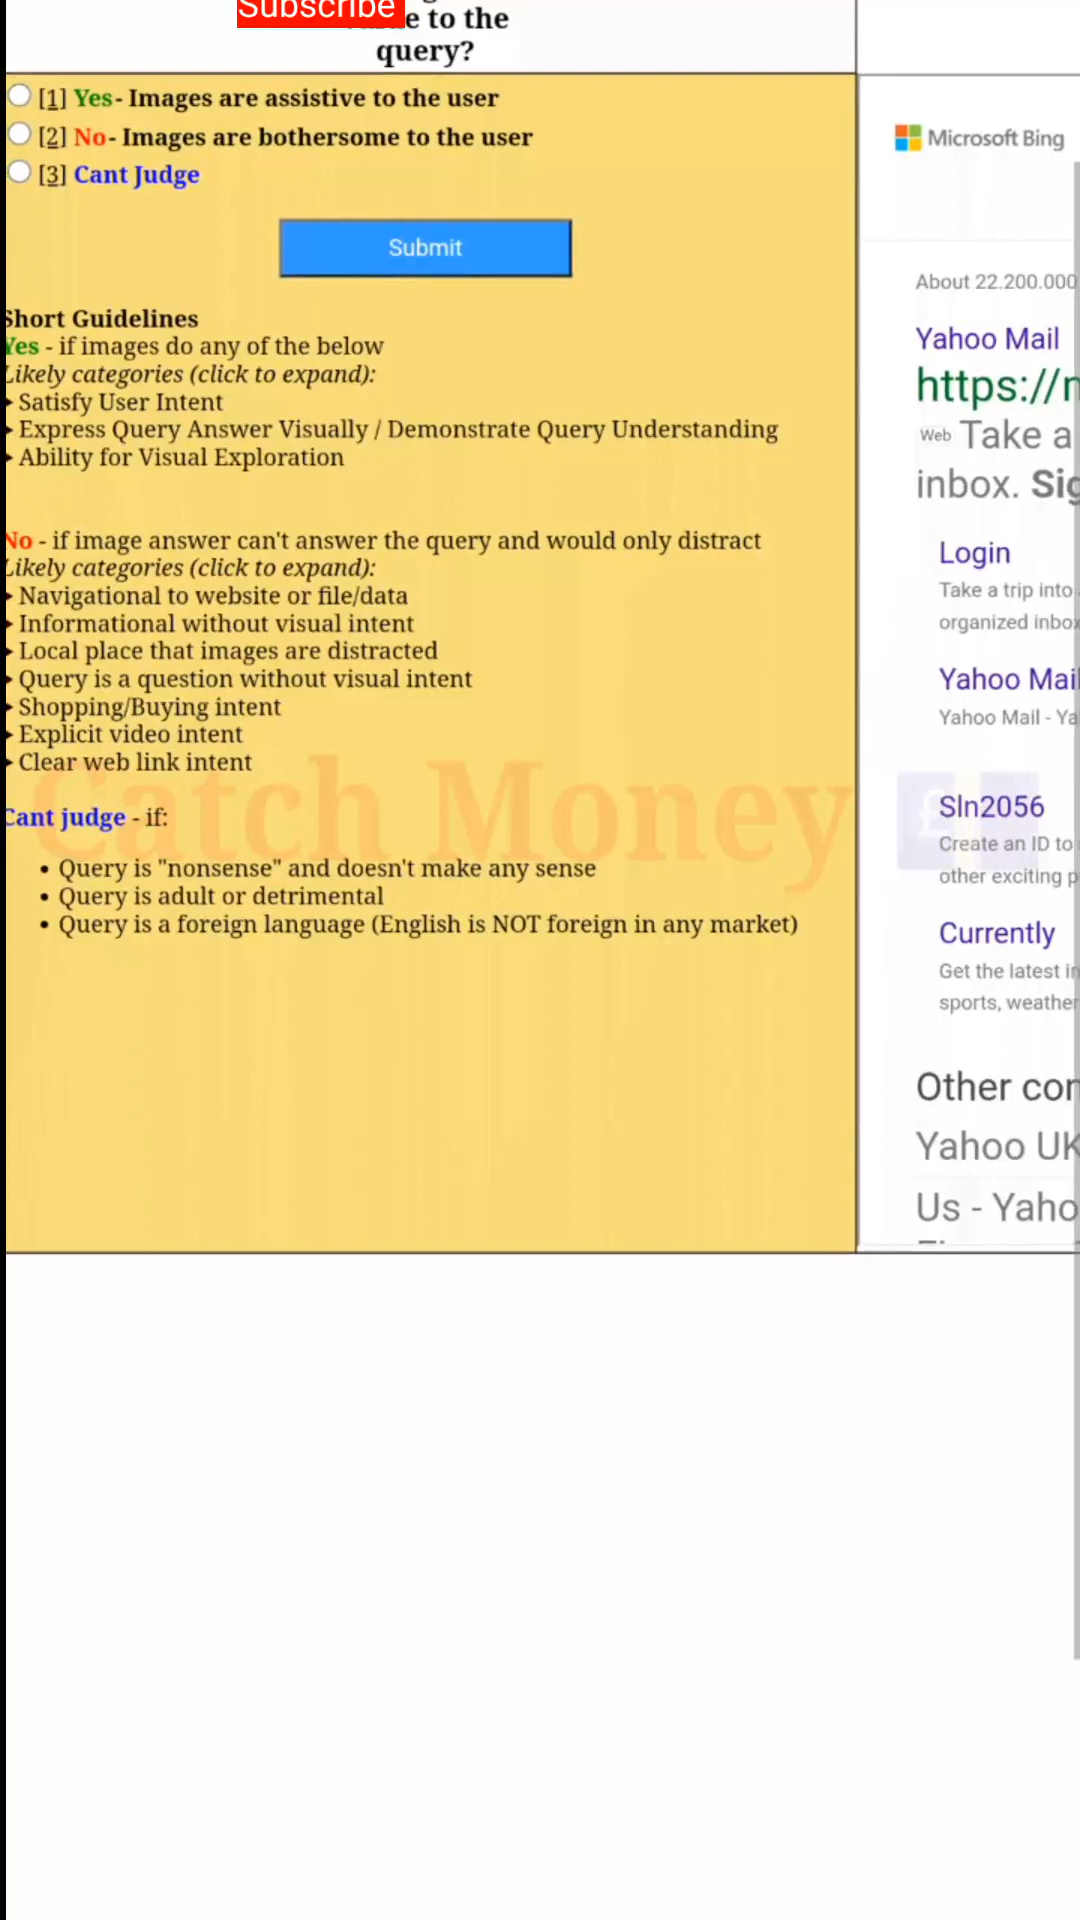 Subscribe
e to the
query?
[1] Yes- Images are assistive to the user
[2] No- Images are bothersome to the user
[3] Cant Judge
Submit
Short Guidelines
Yes - if images do any of the below
Likely categories (click to expand):
Satisfy User Intent
Express Query Answer Visually / Demonstrate Query Understanding
Ability for Visual Exploration
No - if image answer can't answer the query and would only distract
Likely categories (click to expand):
Navigational to website or file/data
Informational without visual intent
Local place that images are distracted
Query is a question without visual intent
Shopping/Buying intent
Explicit video intent
Clear web link intent
Catch Money
Cant judge - if:
• Query is "nonsense" and doesn't make any sense
• Query is adult or detrimental
• Query is a foreign language (English is NOT foreign in any market)
Microsoft Bing
About 22.200.000
Yahoo Mail
https://
Web Take a
inbox.
Login
Take a trip into
organized inbox
Yahoo Mail
Yahoo Mail - Ya
£
Sln2056
Create an ID to
other exciting p
Currently
Get the latest in
sports, weather
Other con
Yahoo UK
Us - Yaho